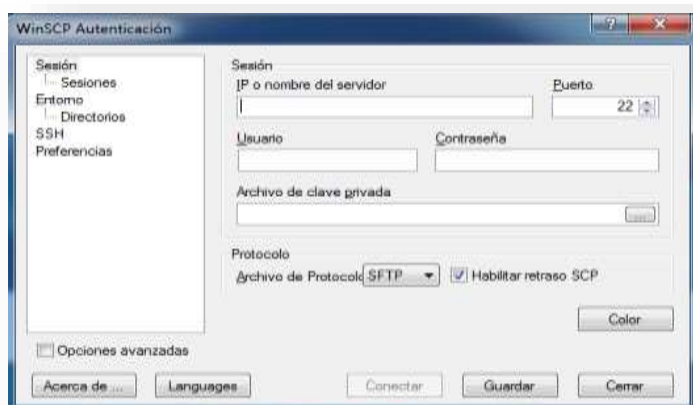 WinSCP Autenticación
Sesión
Sesiones
Entorno
Directorios
SSH
Preferencias
Sesión
IP o nombre del servidor
Puerto
22
Usuario
Contraseña
Archivo de clave privada
...
Protocolo
Archivo de Protocolo
SFTP
Habilitar retraso SCP
Color
Opciones avanzadas
Acerca de ...
Languages
Conectar
Guardar
Cerrar